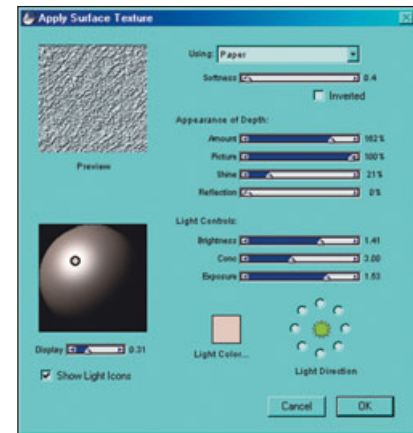 Apply Surface Texture
Using: Paper
Softness 0.4
Inverted
Appearance of Depth:
Amount 162%
Picture 100%
Shine 21%
Reflection 0%
Preview
Light Controls:
Brightness 1.41
Conc 3.00
Exposure 1.53
Display 0.31
Show Light Icons
Light Color...
Light Direction
Cancel OK